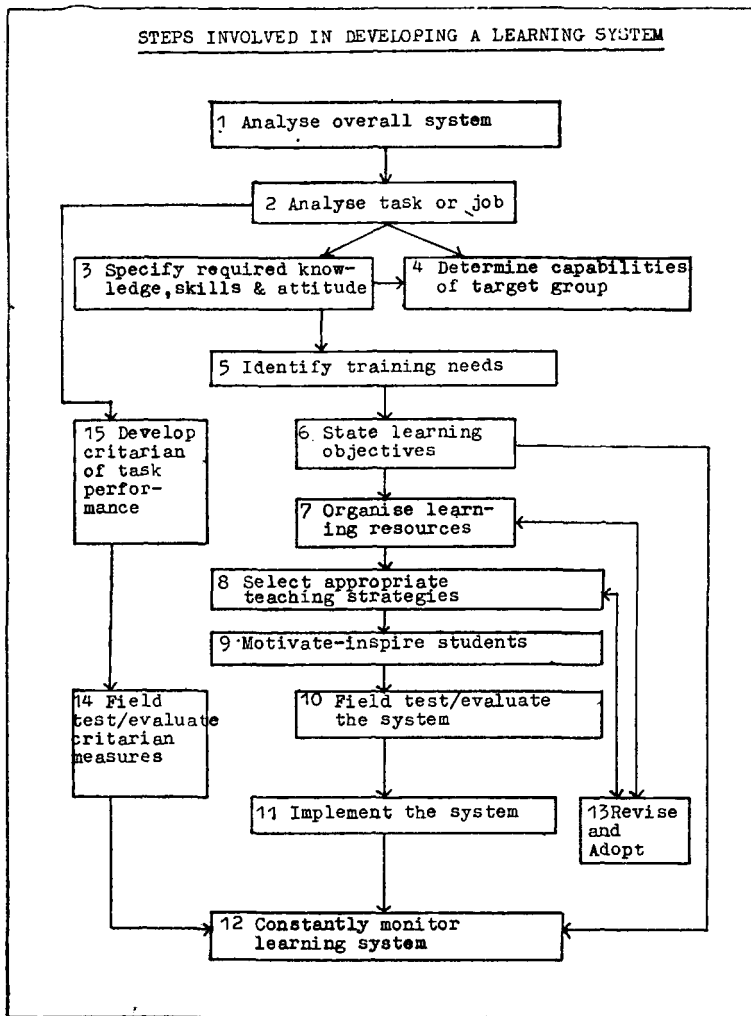 STEPS INVOLVED IN DEVELOPING A LEARNING SYSTEM
1 Analyse overall system
2 Analyse task or job
3 Specify required know-
ledge, skills & attitude
4 Determine capabilities
of target group
5 Identify training needs
6. State learning
objectives
7 Organise learn-
ing resources
8 Select appropriate
teaching strategies
9 Motivate-inspire students
10 Field test/evaluate
the system
11 Implement the system
12 Constantly monitor
learning system
13 Revise
and
Adopt
15 Develop
critarian
of task
perfor-
mance
14 Field
test/evaluate
critarian
measures